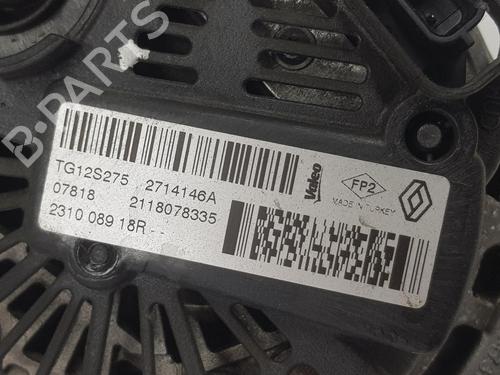 B-PARTS
TG12S275 2714146A
07818 2118078335
2310 089 18R--
Valeo
FP2
MADE IN TURKEY